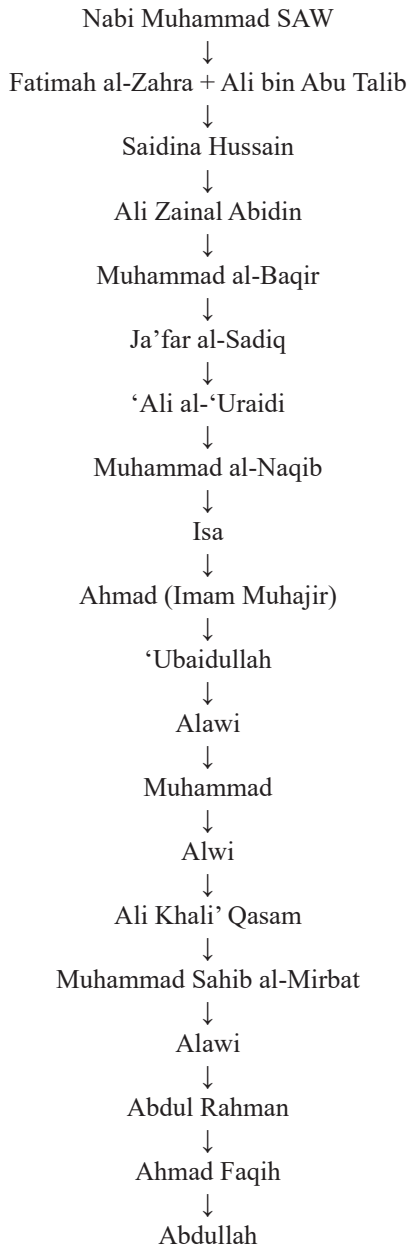 Nabi Muhammad SAW
↓
Fatimah al-Zahra + Ali bin Abu Talib
↓
Saidina Hussain
↓
Ali Zainal Abidin
↓
Muhammad al-Baqir
↓
Ja’far al-Sadiq
↓
‘Ali al-‘Uraidi
↓
Muhammad al-Naqib
↓
Isa
↓
Ahmad (Imam Muhajir)
↓
‘Ubaidullah
↓
Alawi
↓
Muhammad
↓
Alwi
↓
Ali Khali’ Qasam
↓
Muhammad Sahib al-Mirbat
↓
Alawi
↓
Abdul Rahman
↓
Ahmad Faqih
↓
Abdullah